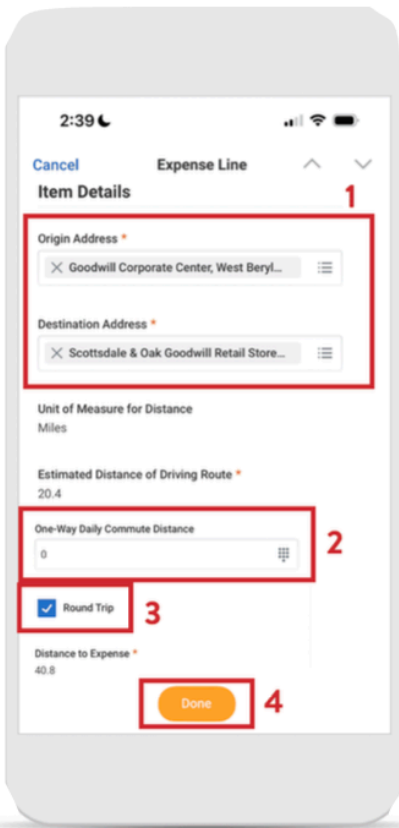 2:39
Cancel Expense Line
Item Details
1
Origin Address *
Goodwill Corporate Center, West Beryl...
Destination Address *
Scottsdale & Oak Goodwill Retail Store...
Unit of Measure for Distance
Miles
Estimated Distance of Driving Route *
20.4
One-Way Daily Commute Distance
0
2
Round Trip
3
Distance to Expense *
40.8
Done
4